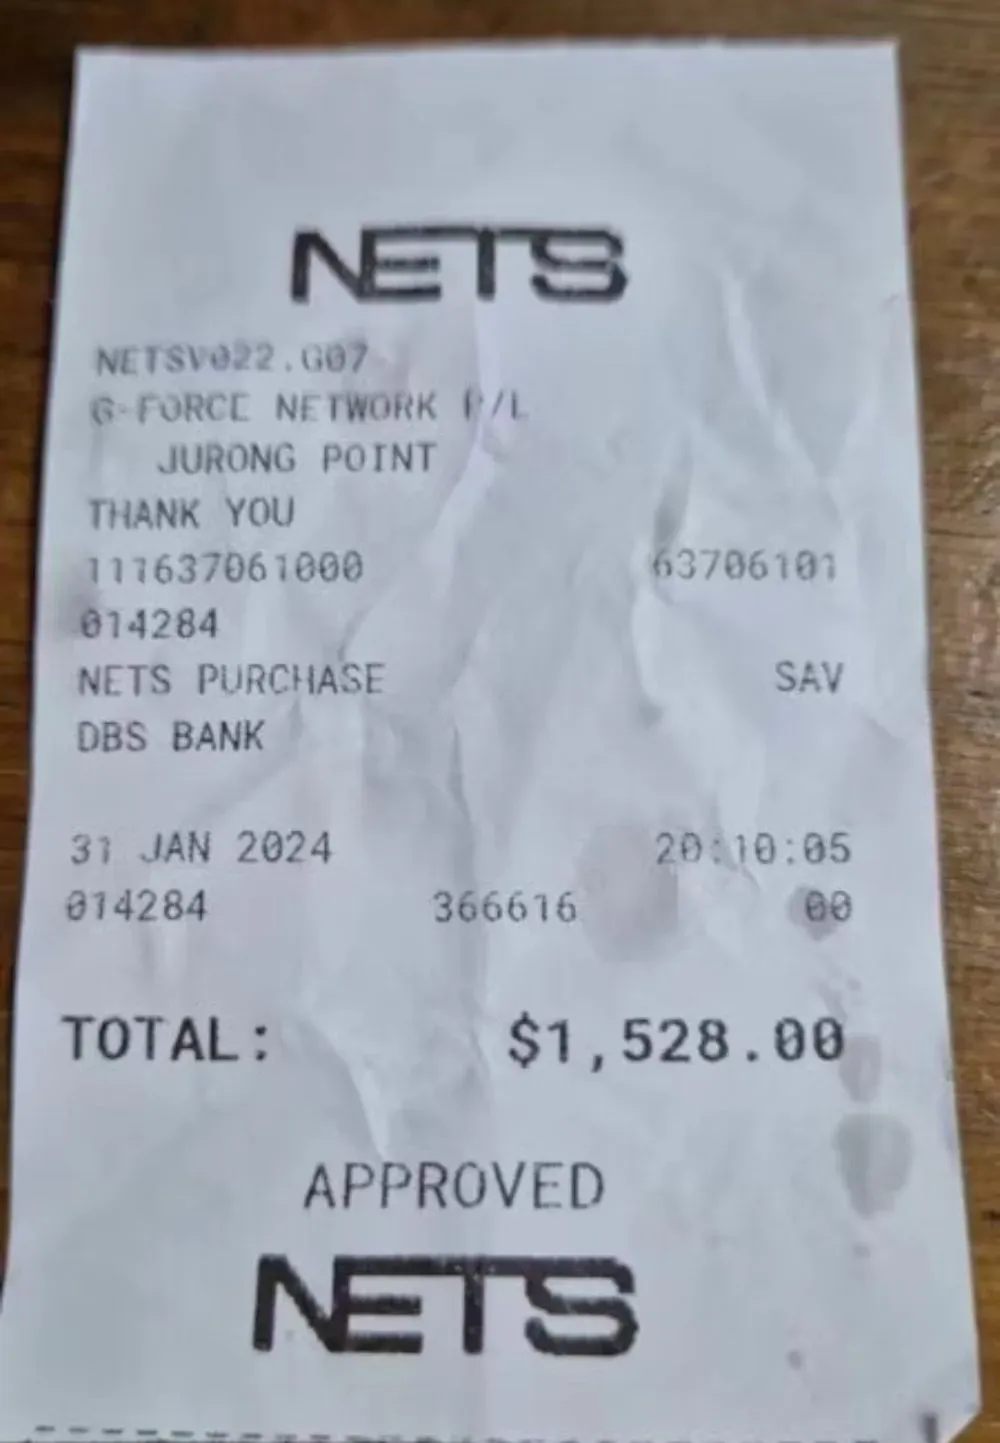 NETS
NETSV022.G07
G-FORCE NETWORK P/L
JURONG POINT
THANK YOU
111637061000 63706101
014284
NETS PURCHASE SAV
DBS BANK
31 JAN 2024 20:10:05
014284 366616 00
TOTAL: $1,528.00
APPROVED
NETS